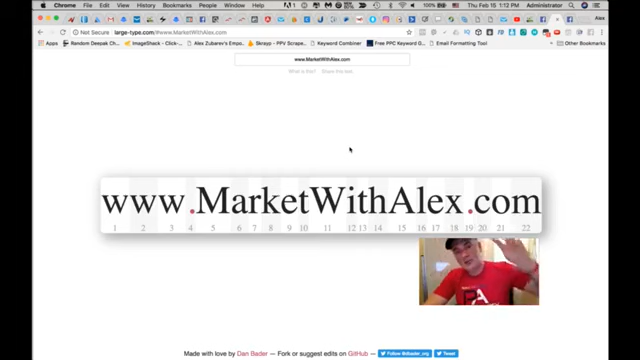 Chrome File Edit View History Bookmarks People Window Help 100% Thu Feb 15 1:12 PM Administrator
Alex
Not Secure large-type.com/#www.MarketWithAlex.com
Apps Random Deepak Ch ImageShack - Click- Alex Zubarev's Empo Skrapp - PPV Scrape Keyword Combiner Free PPC Keyword G Email Formatting Tool Other Bookmarks
www.MarketWithAlex.com
What is this? Share this text
www.MarketWithAlex.com
1 2 3 4 5 6 7 8 9 10 11 12 13 14 15 16 17 18 19 20 21 22
Made with love by Dan Bader — Fork or suggest edits on GitHub — Follow @dbader_org Tweet